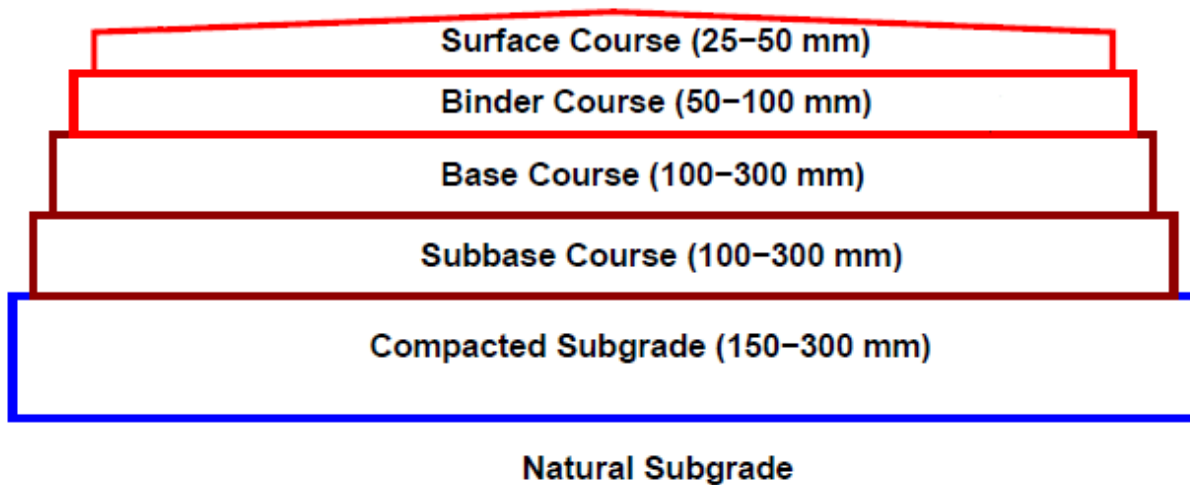 Surface Course (25−50 mm)
Binder Course (50−100 mm)
Base Course (100−300 mm)
Subbase Course (100−300 mm)
Compacted Subgrade (150−300 mm)
Natural Subgrade